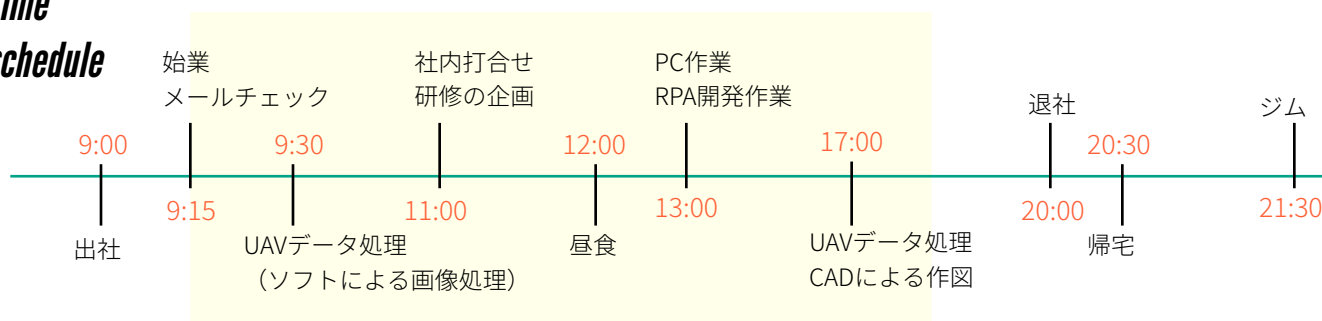 schedule
9:00
出社
9:15
始業
メールチェック
9:30
UAVデータ処理
（ソフトによる画像処理）
11:00
社内打合せ
研修の企画
12:00
昼食
13:00
PC作業
RPA開発作業
17:00
UAVデータ処理
CADによる作図
20:00
退社
20:30
帰宅
21:30
ジム